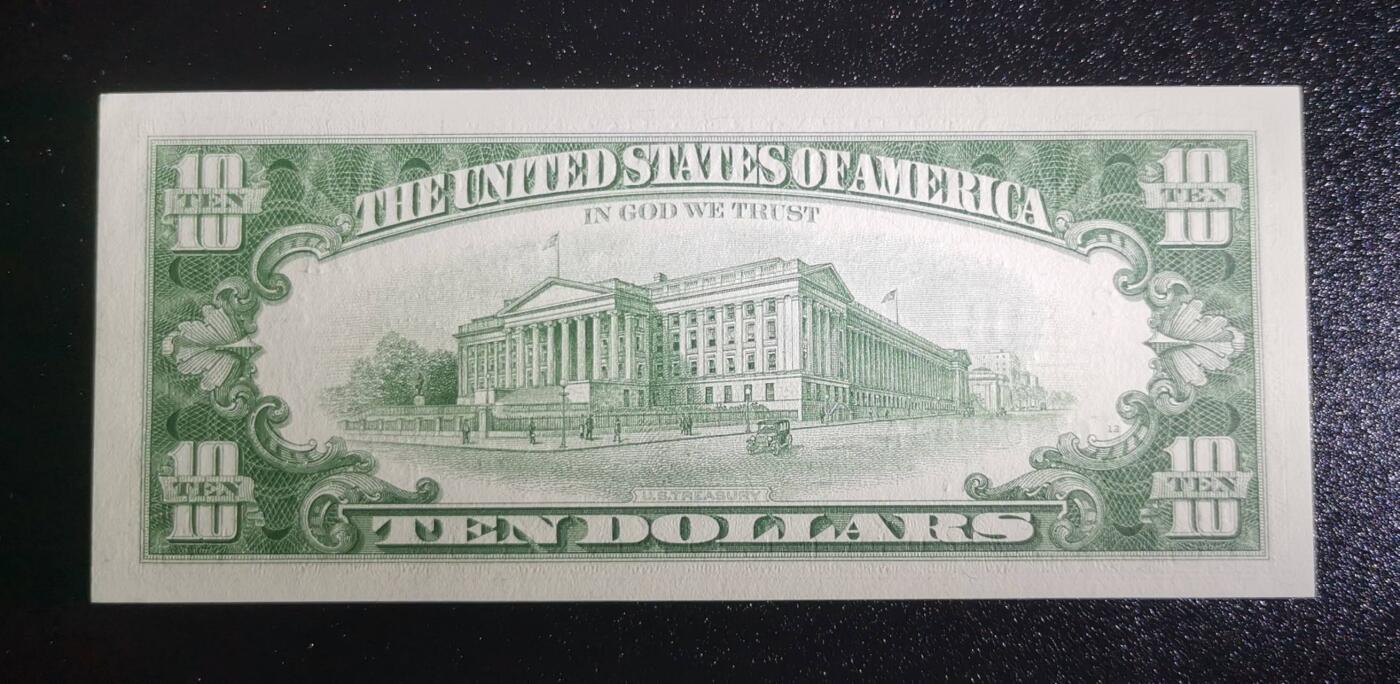 10 TEN 10
THE UNITED STATES OF AMERICA
10 TEN 10
IN GOD WE TRUST
12
10 TEN 10
U.S. TREASURY
10 TEN 10
TEN DOLLARS